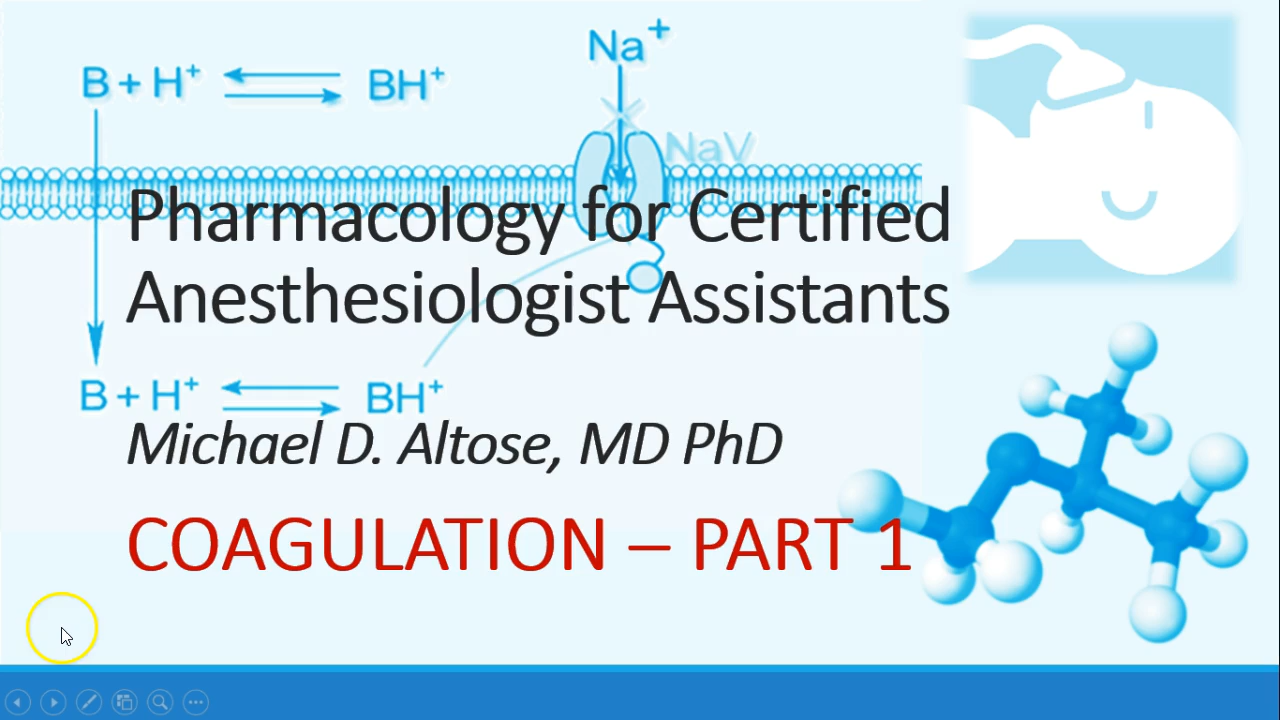 Na⁺
B + H⁺ BH⁺
NaV
Pharmacology for Certified
Anesthesiologist Assistants
B + H⁺ BH⁺
Michael D. Altose, MD PhD
COAGULATION – PART 1